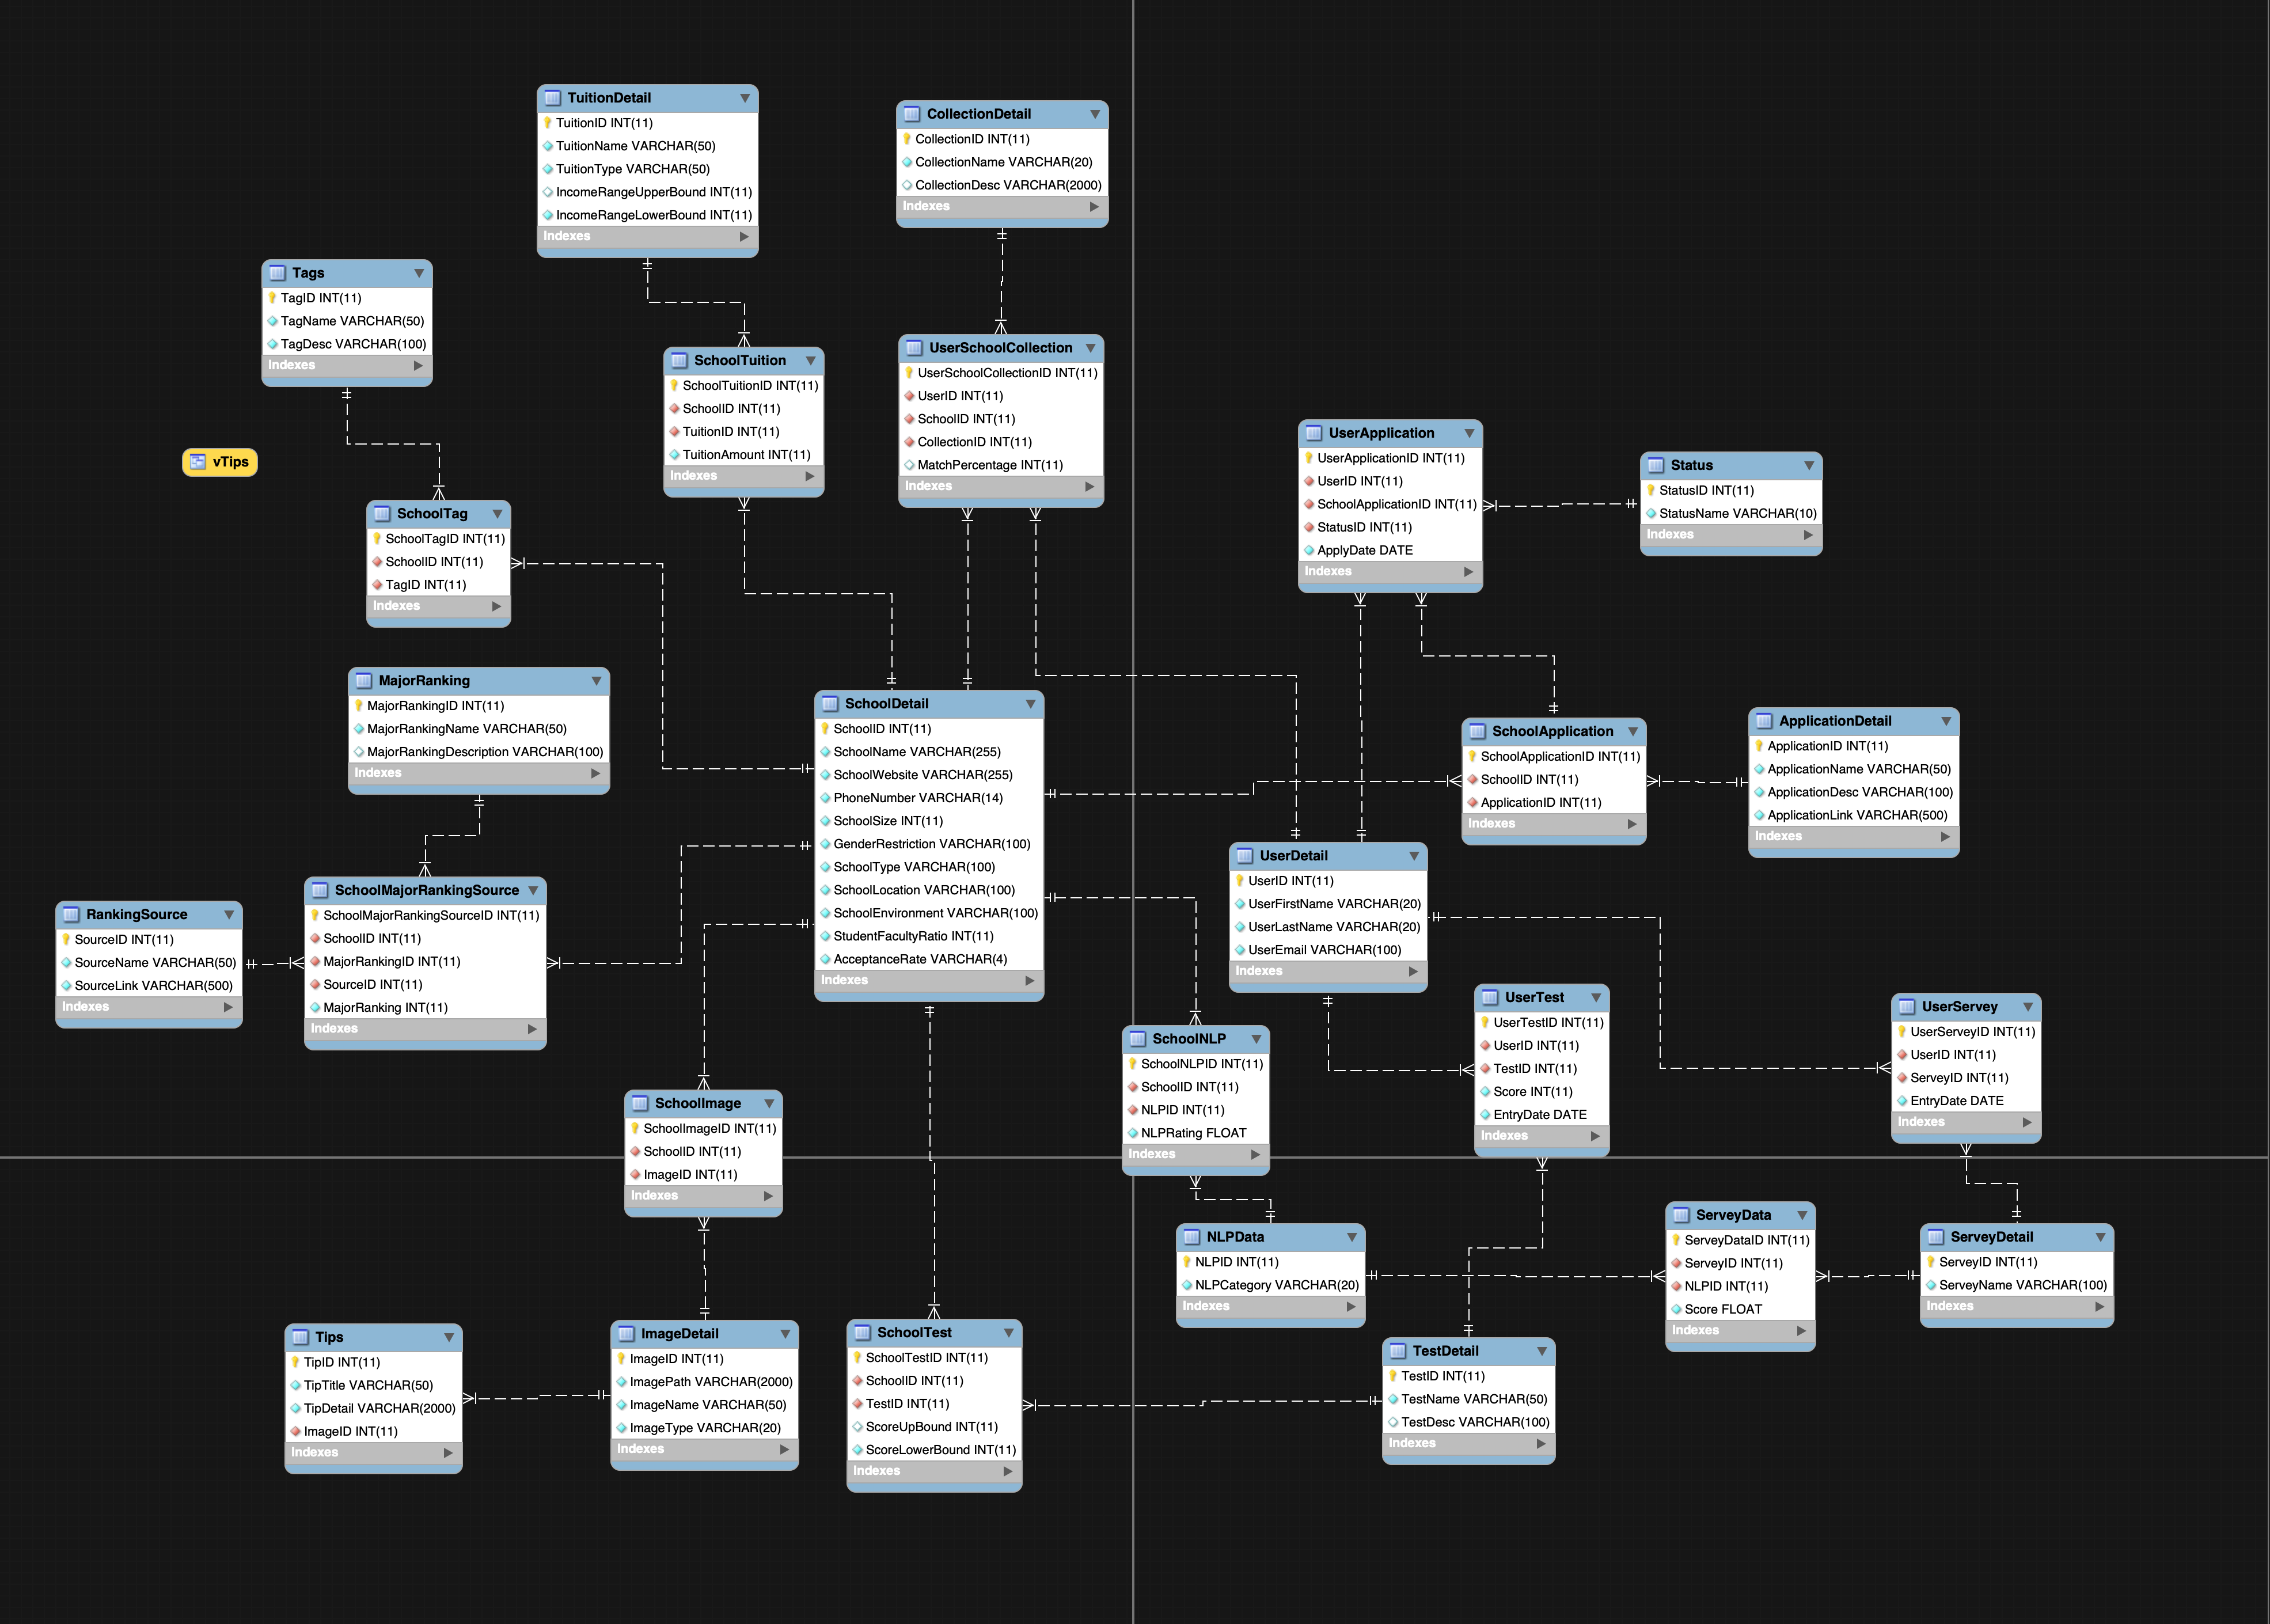 TuitionDetail
TuitionID INT(11)
TuitionName VARCHAR(50)
TuitionType VARCHAR(50)
IncomeRangeUpperBound INT(11)
IncomeRangeLowerBound INT(11)
Indexes
CollectionDetail
CollectionID INT(11)
CollectionName VARCHAR(20)
CollectionDesc VARCHAR(2000)
Indexes
Tags
TagID INT(11)
TagName VARCHAR(50)
TagDesc VARCHAR(100)
Indexes
vTips
SchoolTuition
SchoolTuitionID INT(11)
SchoolID INT(11)
TuitionID INT(11)
TuitionAmount INT(11)
Indexes
UserSchoolCollection
UserSchoolCollectionID INT(11)
UserID INT(11)
SchoolID INT(11)
CollectionID INT(11)
MatchPercentage INT(11)
Indexes
UserApplication
UserApplicationID INT(11)
UserID INT(11)
SchoolApplicationID INT(11)
StatusID INT(11)
ApplyDate DATE
Indexes
Status
StatusID INT(11)
StatusName VARCHAR(10)
Indexes
SchoolTag
SchoolTagID INT(11)
SchoolID INT(11)
TagID INT(11)
Indexes
MajorRanking
MajorRankingID INT(11)
MajorRankingName VARCHAR(50)
MajorRankingDescription VARCHAR(100)
Indexes
SchoolDetail
SchoolID INT(11)
SchoolName VARCHAR(255)
SchoolWebsite VARCHAR(255)
PhoneNumber VARCHAR(14)
SchoolSize INT(11)
GenderRestriction VARCHAR(100)
SchoolType VARCHAR(100)
SchoolLocation VARCHAR(100)
SchoolEnvironment VARCHAR(100)
StudentFacultyRatio INT(11)
AcceptanceRate VARCHAR(4)
Indexes
SchoolApplication
SchoolApplicationID INT(11)
SchoolID INT(11)
ApplicationID INT(11)
Indexes
ApplicationDetail
ApplicationID INT(11)
ApplicationName VARCHAR(50)
ApplicationDesc VARCHAR(100)
ApplicationLink VARCHAR(500)
Indexes
RankingSource
SourceID INT(11)
SourceName VARCHAR(50)
SourceLink VARCHAR(500)
Indexes
SchoolMajorRankingSource
SchoolMajorRankingSourceID INT(11)
SchoolID INT(11)
MajorRankingID INT(11)
SourceID INT(11)
MajorRanking INT(11)
Indexes
UserDetail
UserID INT(11)
UserFirstName VARCHAR(20)
UserLastName VARCHAR(20)
UserEmail VARCHAR(100)
Indexes
UserTest
UserTestID INT(11)
UserID INT(11)
TestID INT(11)
Score INT(11)
EntryDate DATE
Indexes
UserServey
UserServeyID INT(11)
UserID INT(11)
ServeyID INT(11)
EntryDate DATE
Indexes
SchoolNLP
SchoolNLPID INT(11)
SchoolID INT(11)
NLPID INT(11)
NLPRating FLOAT
Indexes
SchoolImage
SchoolImageID INT(11)
SchoolID INT(11)
ImageID INT(11)
Indexes
NLPData
NLPID INT(11)
NLPCategory VARCHAR(20)
Indexes
ServeyData
ServeyDataID INT(11)
ServeyID INT(11)
NLPID INT(11)
Score FLOAT
Indexes
ServeyDetail
ServeyID INT(11)
ServeyName VARCHAR(100)
Indexes
Tips
TipID INT(11)
TipTitle VARCHAR(50)
TipDetail VARCHAR(2000)
ImageID INT(11)
Indexes
ImageDetail
ImageID INT(11)
ImagePath VARCHAR(2000)
ImageName VARCHAR(50)
ImageType VARCHAR(20)
Indexes
SchoolTest
SchoolTestID INT(11)
SchoolID INT(11)
TestID INT(11)
ScoreUpBound INT(11)
ScoreLowerBound INT(11)
Indexes
TestDetail
TestID INT(11)
TestName VARCHAR(50)
TestDesc VARCHAR(100)
Indexes